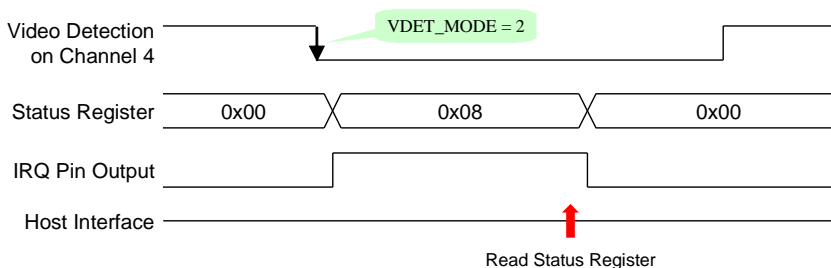 VDET_MODE = 2
Video Detection
on Channel 4
Status Register
0x00
0x08
0x00
IRQ Pin Output
Host Interface
Read Status Register